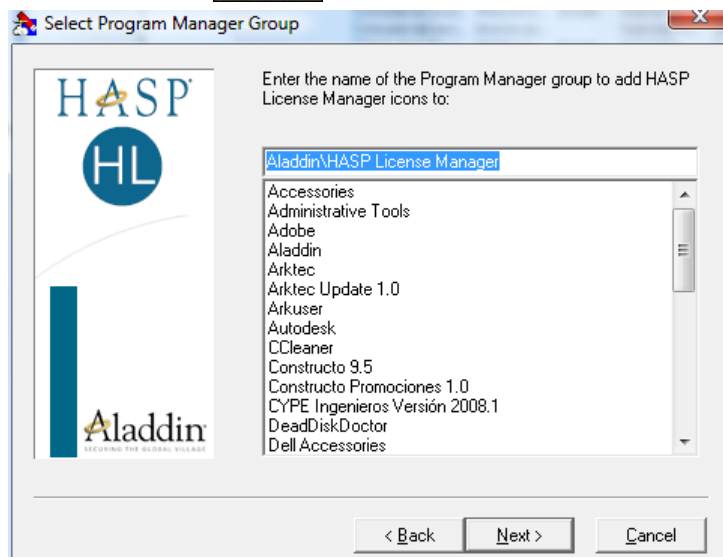 Select Program Manager Group
HASP
HL
Aladdin
SECURING THE GLOBAL VILLAGE
Enter the name of the Program Manager group to add HASP
License Manager icons to:
Aladdin\HASP License Manager
Accessories
Administrative Tools
Adobe
Aladdin
Arktec
Arktec Update 1.0
Arkuser
Autodesk
CCleaner
Constructo 9.5
Constructo Promociones 1.0
CYPE Ingenieros Versión 2008.1
DeadDiskDoctor
Dell Accessories
< Back
Next >
Cancel